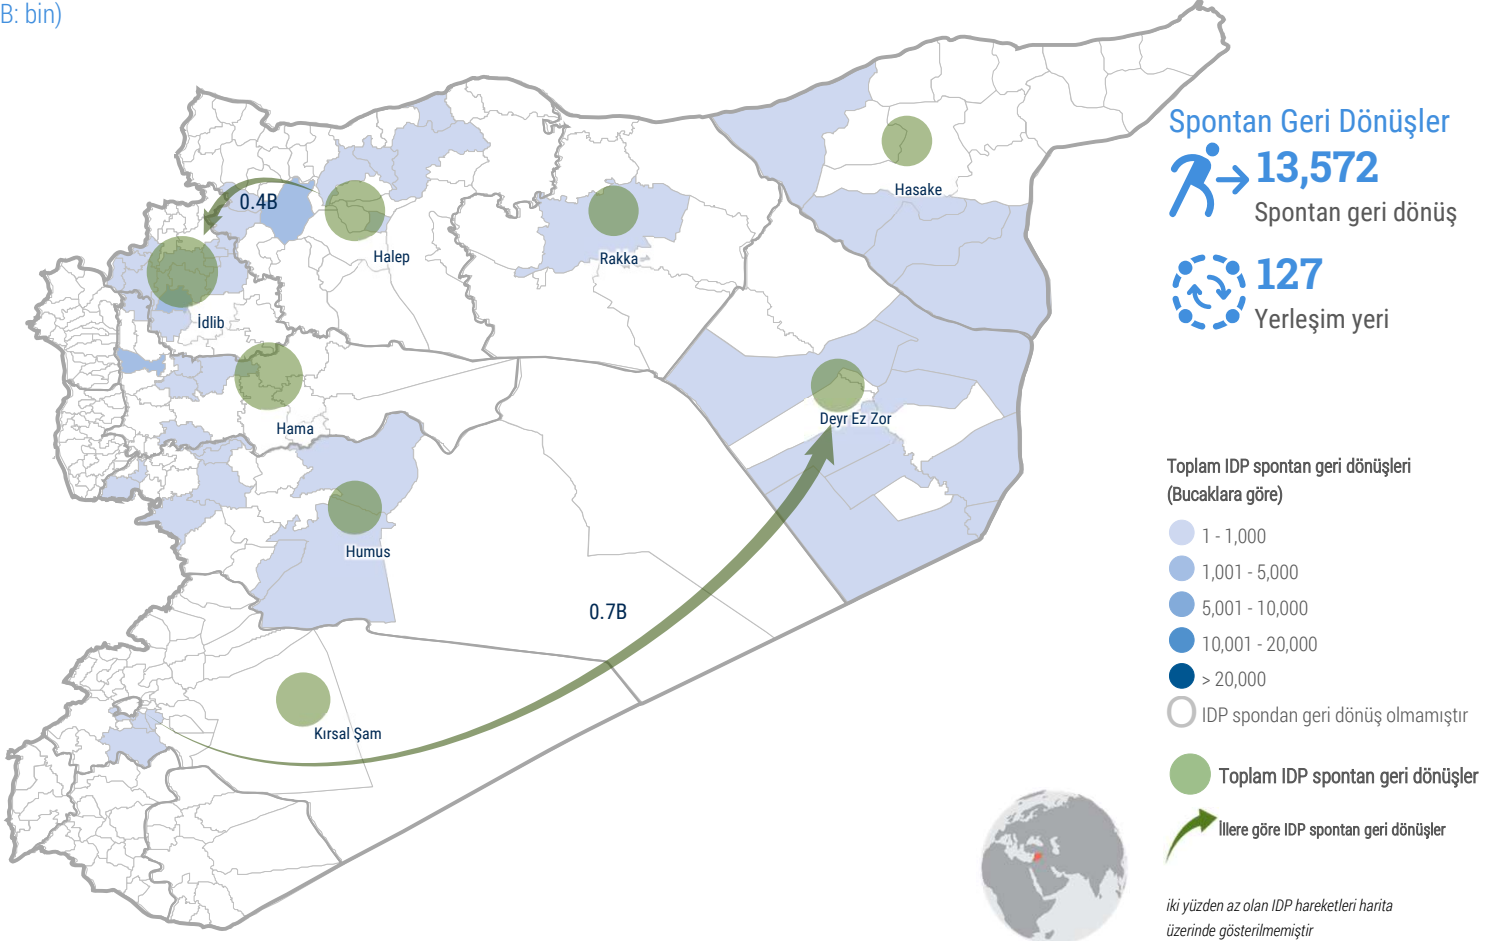 B: bin)
Spontan Geri Dönüşler
13,572
Spontan geri dönüş
127
Yerleşim yeri
Hasake
0.4B
Halep
Rakka
İdlib
Deyr Ez Zor
Hama
Humus
0.7B
Kırsal Şam
Toplam IDP spontan geri dönüşleri
(Bucaklara göre)
1 - 1,000
1,001 - 5,000
5,001 - 10,000
10,001 - 20,000
> 20,000
IDP spondan geri dönüş olmamıştır
Toplam IDP spontan geri dönüşler
İllere göre IDP spontan geri dönüşler
iki yüzden az olan IDP hareketleri harita
üzerinde gösterilmemiştir